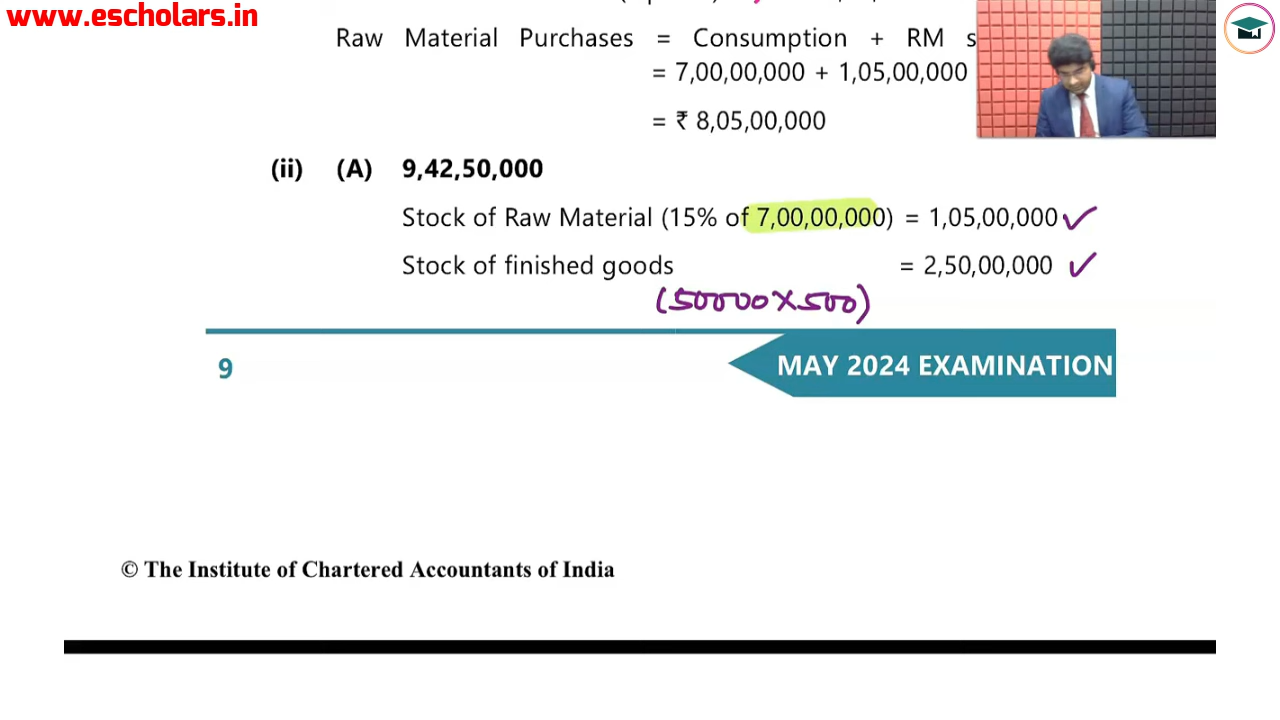 www.escholars.in
Raw Material Purchases = Consumption + RM s
= 7,00,00,000 + 1,05,00,000
= ₹ 8,05,00,000
(ii) (A) 9,42,50,000
Stock of Raw Material (15% of 7,00,00,000) = 1,05,00,000
Stock of finished goods = 2,50,00,000
(50000×500)
9
MAY 2024 EXAMINATION
© The Institute of Chartered Accountants of India